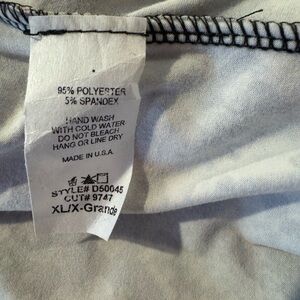 95% POLYESTER
5% SPANDEX
HAND WASH
WITH COLD WATER
DO NOT BLEACH
HANG OR LINE DRY
MADE IN U.S.A.
STYLE# D50045
CUT# 9747
XL/X-Grande